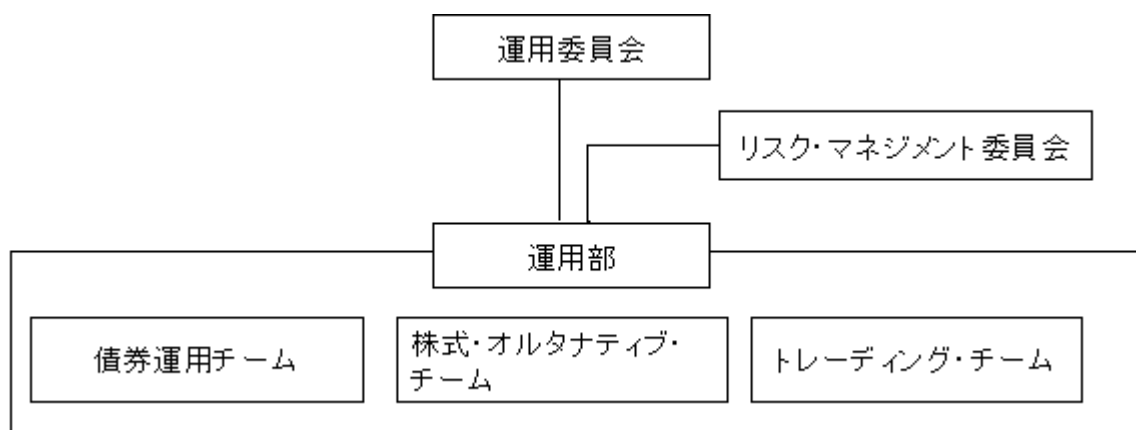 運用委員会
リスク・マネジメント委員会
運用部
債券運用チーム
株式・オルタナティブ・
チーム
トレーディング・チーム